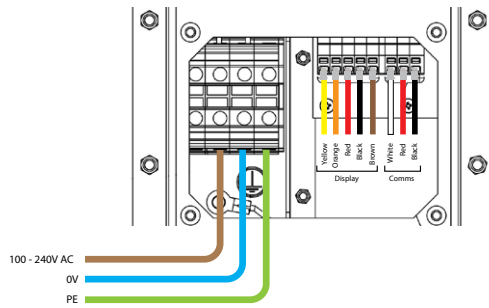 Yellow
Orange
Red
Black
Brown
White
Red
Black
Display
Comms
100 - 240V AC
0V
PE